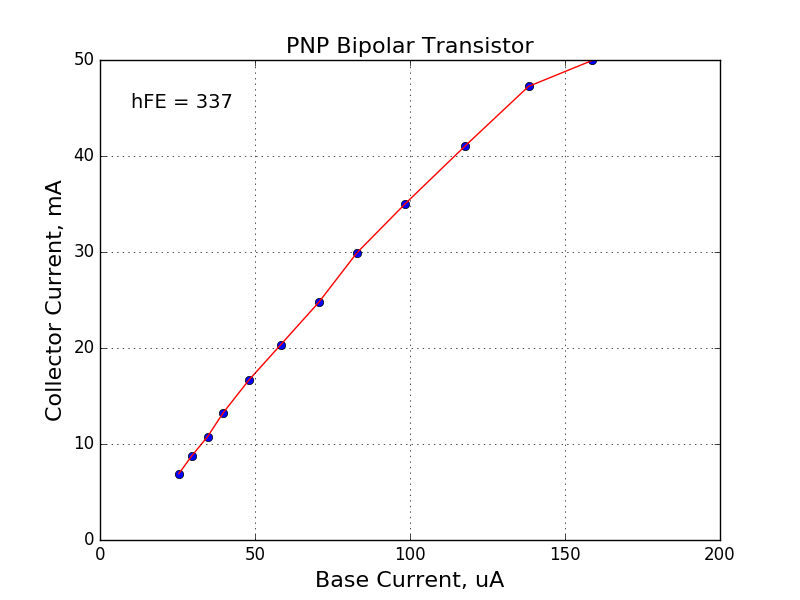 PNP Bipolar Transistor
hFE = 337
50
40
30
20
10
0
Collector Current, mA
0 50 100 150 200
Base Current, uA